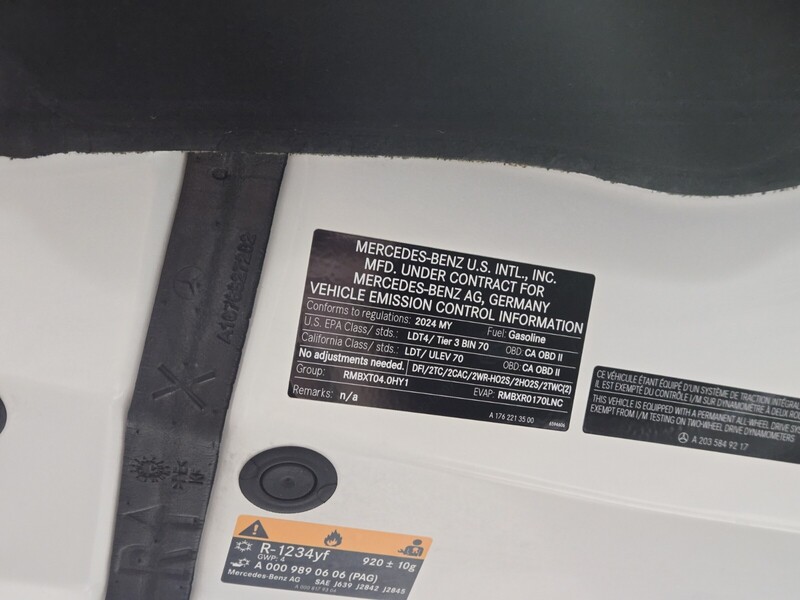 MERCEDES-BENZ U.S. INTL., INC.
MFD. UNDER CONTRACT FOR
MERCEDES-BENZ AG, GERMANY
VEHICLE EMISSION CONTROL INFORMATION
Conforms to regulations: 2024 MY Fuel: Gasoline
U.S. EPA Class/ stds.: LDT4/ Tier 3 BIN 70 OBD: CA OBD II
California Class/ stds.: LDT/ ULEV 70 OBD: CA OBD II
No adjustments needed. DFI/2TC/2CAC/2WR-HO2S/2HO2S/2TWC(2)
Group: RMBXT04.0HY1 EVAP: RMBXR0170LNC
Remarks: n/a
A 176 221 35 00
CE VÉHICULE ÉTANT ÉQUIPÉ D'UN SYSTÈME DE TRACTION INTÉGRA
IL EST EXEMPTÉ DU CONTRÔLE I/M SUR DYNAMOMÈTRE À DEUX
THIS VEHICLE IS EQUIPPED WITH A PERMANENT ALL-WHEEL DRIVE
EXEMPT FROM I/M TESTING ON TWO-WHEEL DRIVE DYNAMOMETERS
A 203 584 92 17
R-1234yf 920 ± 10g
GWP: 4
A 000 989 06 06 (PAG)
Mercedes-Benz AG SAE J639 J2842 J2845